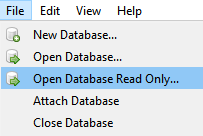 File Edit View Help
New Database...
Open Database...
Open Database Read Only...
Attach Database
Close Database